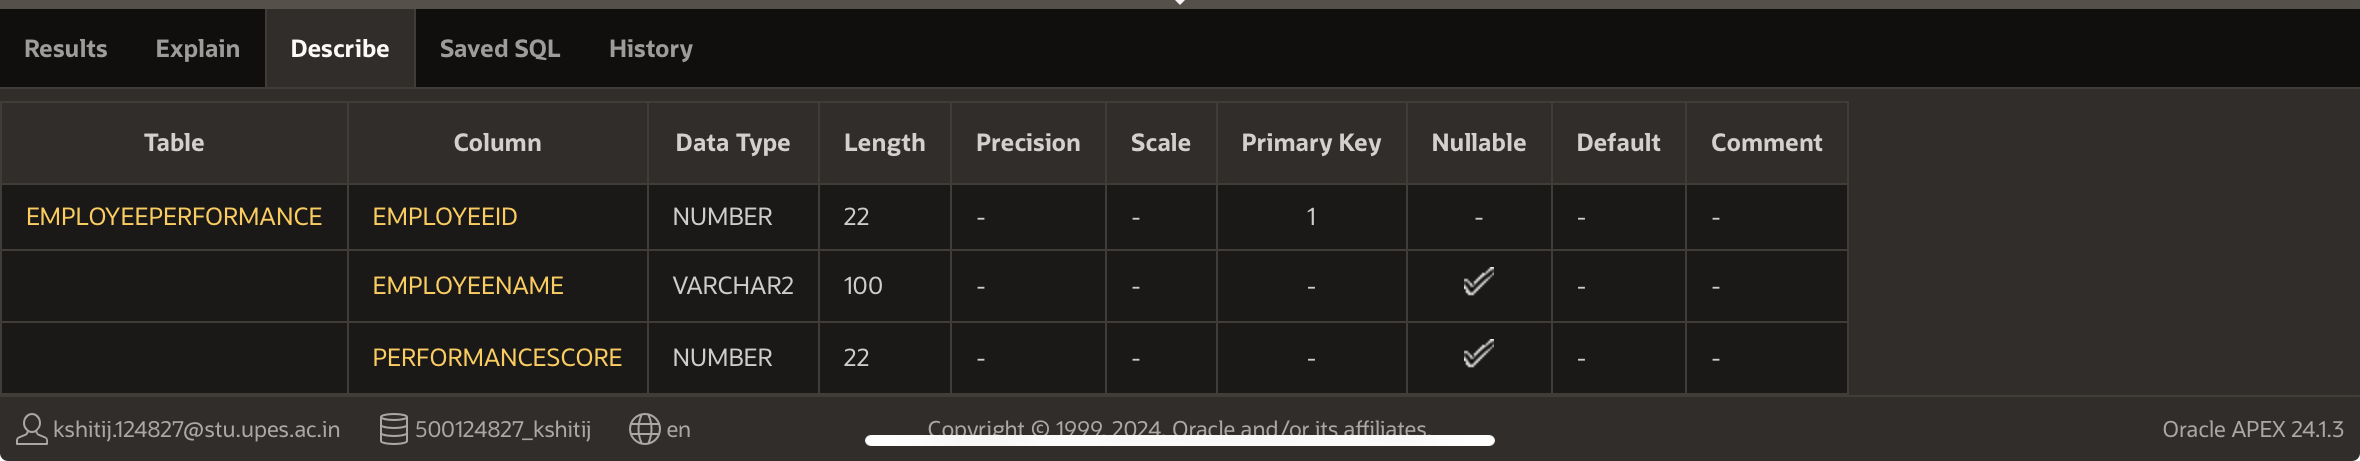 Results Explain Describe Saved SQL History
Table Column Data Type Length Precision Scale Primary Key Nullable Default Comment
EMPLOYEEPERFORMANCE EMPLOYEEID NUMBER 22 - - 1 - - -
EMPLOYEENAME VARCHAR2 100 - - - - -
PERFORMANCESCORE NUMBER 22 - - - - -
kshitij.124827@stu.upes.ac.in 500124827_kshitij en Copyright © 1999, 2024, Oracle and/or its affiliates. Oracle APEX 24.1.3